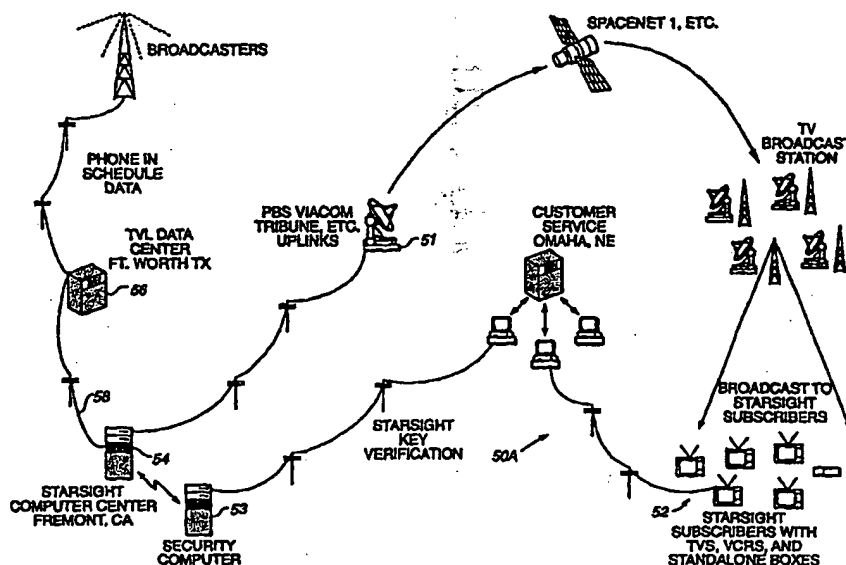 BROADCASTERS
SPACENET 1, ETC.
TV
BROADCAST
STATION
PHONE IN
SCHEDULE
DATA
PBS VIACOM
TRIBUNE, ETC.
UPLINKS
51
CUSTOMER
SERVICE
OMAHA, NE
TVL DATA
CENTER
FT. WORTH TX
56
58
54
STARSIGHT
COMPUTER CENTER
FREMONT, CA
53
SECURITY
COMPUTER
STARSIGHT
KEY
VERIFICATION
50A
BROADCAST TO
STARSIGHT
SUBSCRIBERS
52
STARSIGHT
SUBSCRIBERS WITH
TVS, VCRS, AND
STANDALONE BOXES